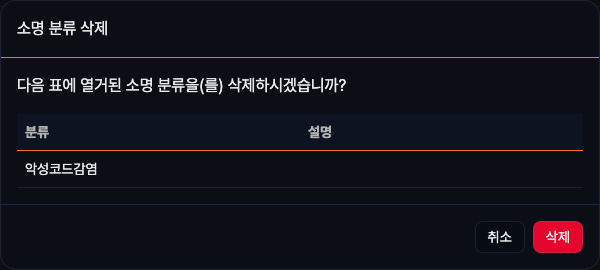 소명 분류 삭제
다음 표에 열거된 소명 분류을(를) 삭제하시겠습니까?
분류 설명
악성코드감염
취소 삭제